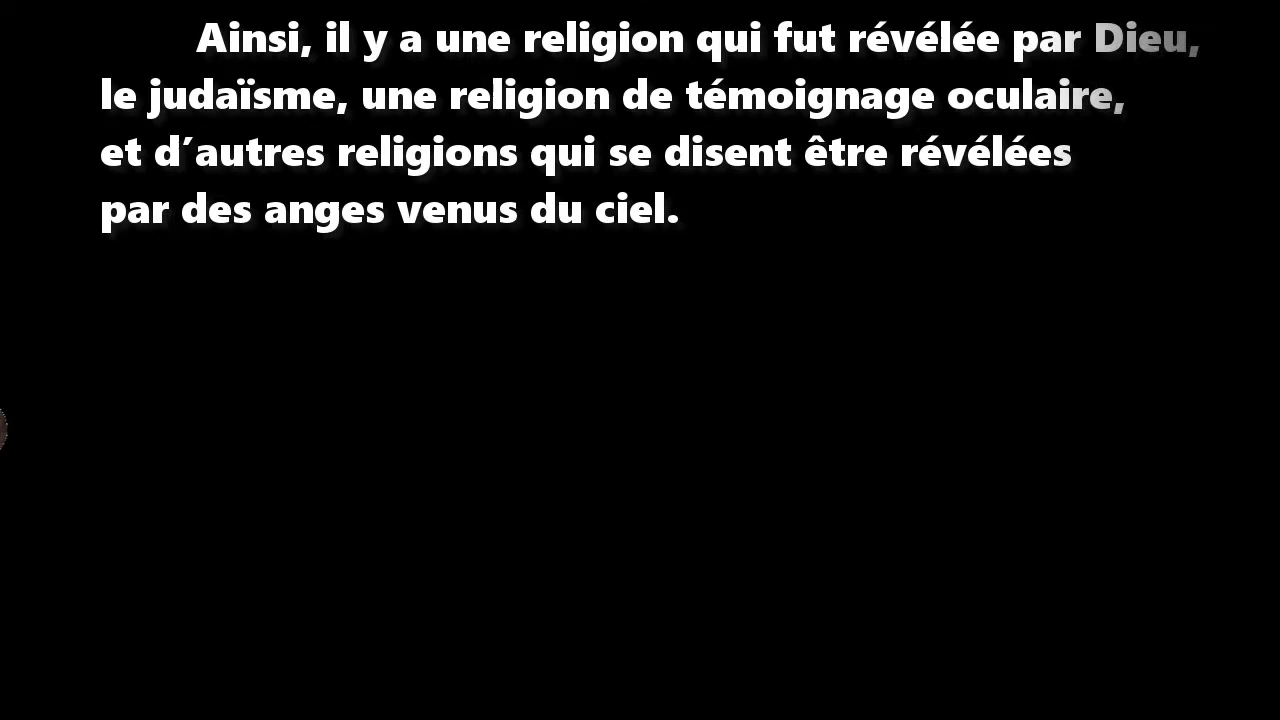 Ainsi, il y a une religion qui fut révélée par Dieu,
le judaïsme, une religion de témoignage oculaire,
et d´autres religions qui se disent être révélées
par des anges venus du ciel.